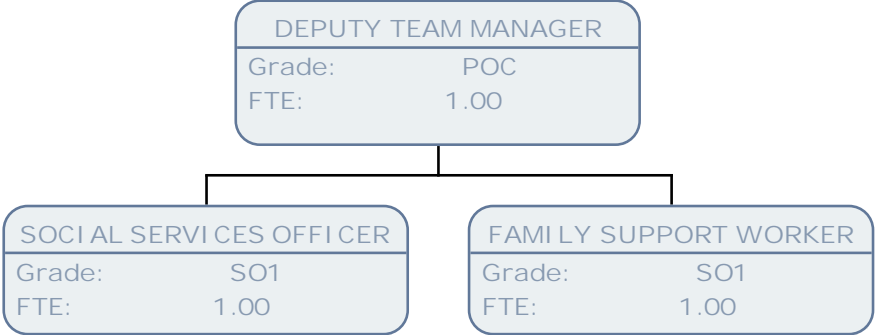 DEPUTY TEAM MANAGER
Grade: POC
FTE: 1.00
SOCIAL SERVICES OFFICER
Grade: SO1
FTE: 1.00
FAMILY SUPPORT WORKER
Grade: SO1
FTE: 1.00